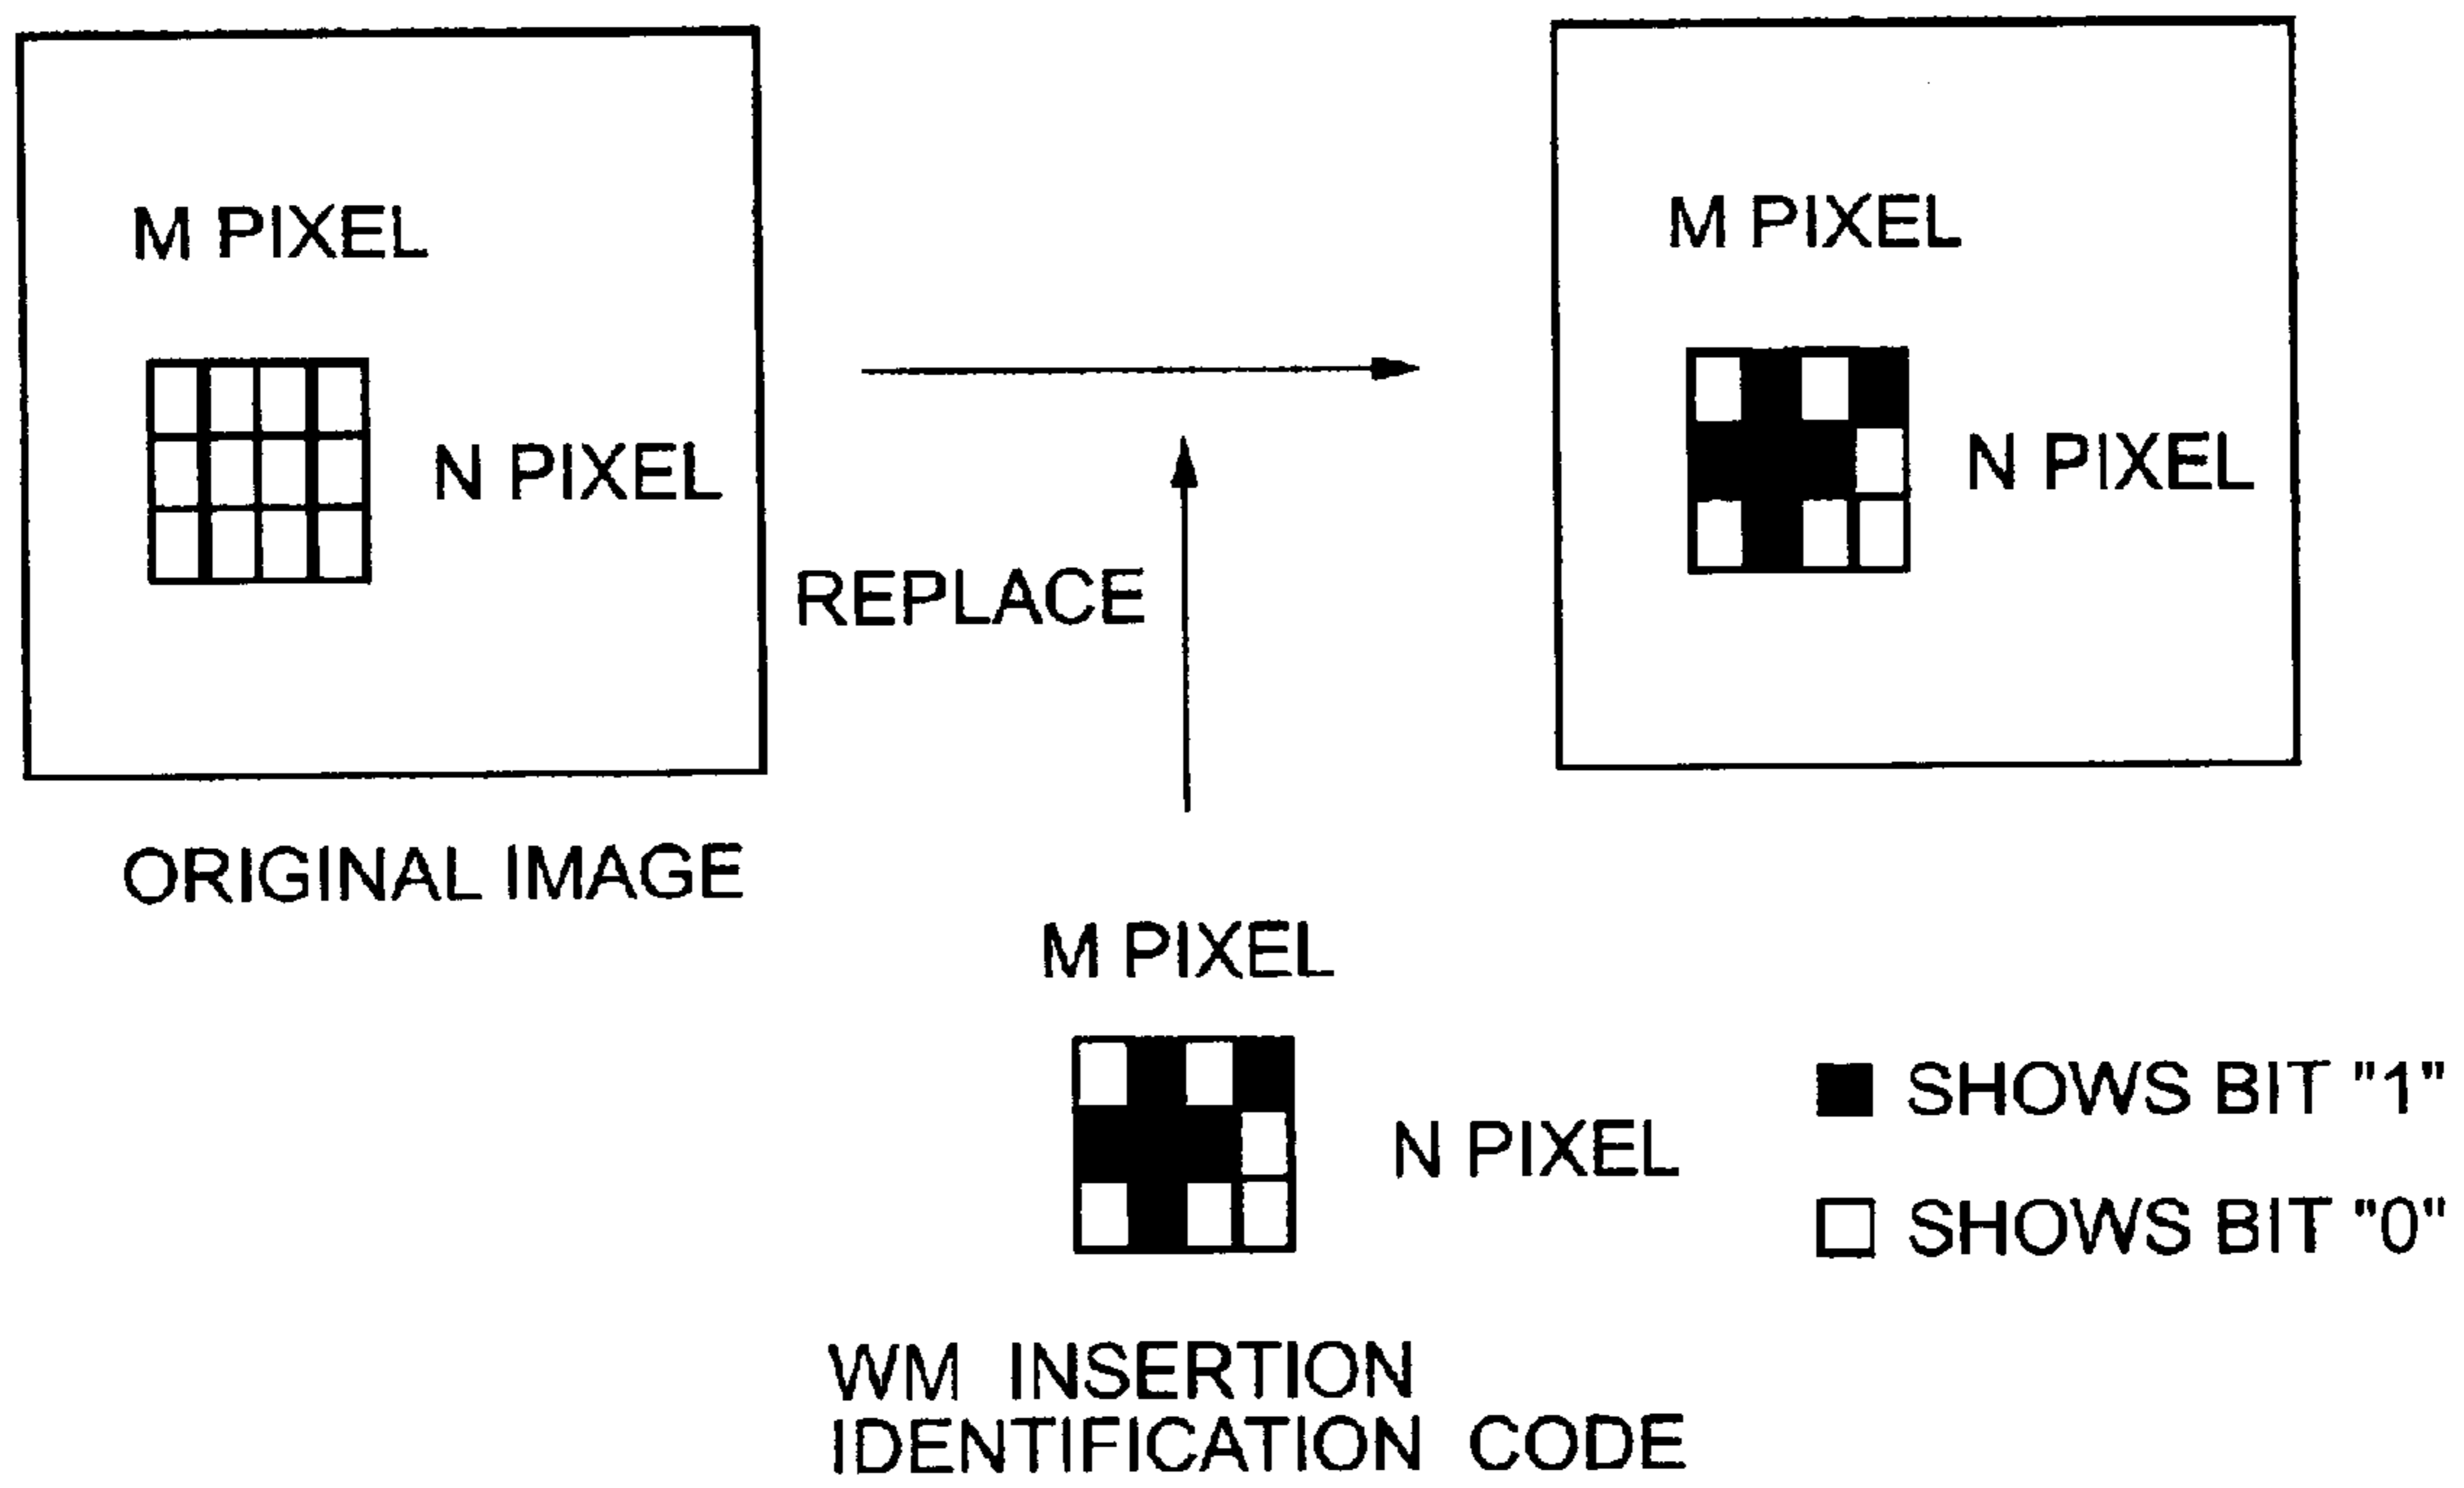 M PIXEL
N PIXEL
ORIGINAL IMAGE
REPLACE
M PIXEL
N PIXEL
M PIXEL
N PIXEL
WM INSERTION
IDENTIFICATION CODE
SHOWS BIT "1"
SHOWS BIT "0"